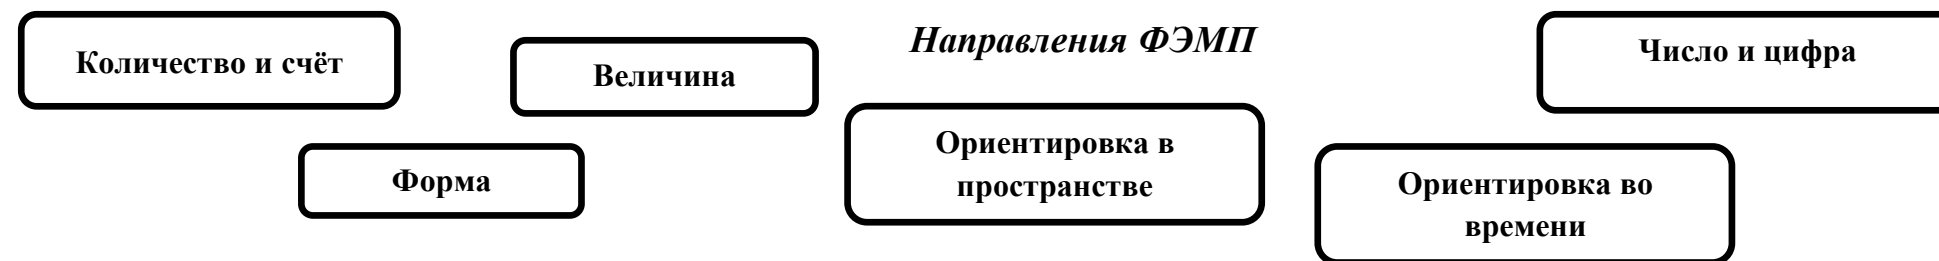 Направления ФЭМП
Количество и счёт
Величина
Число и цифра
Форма
Ориентировка в
пространстве
Ориентировка во
времени